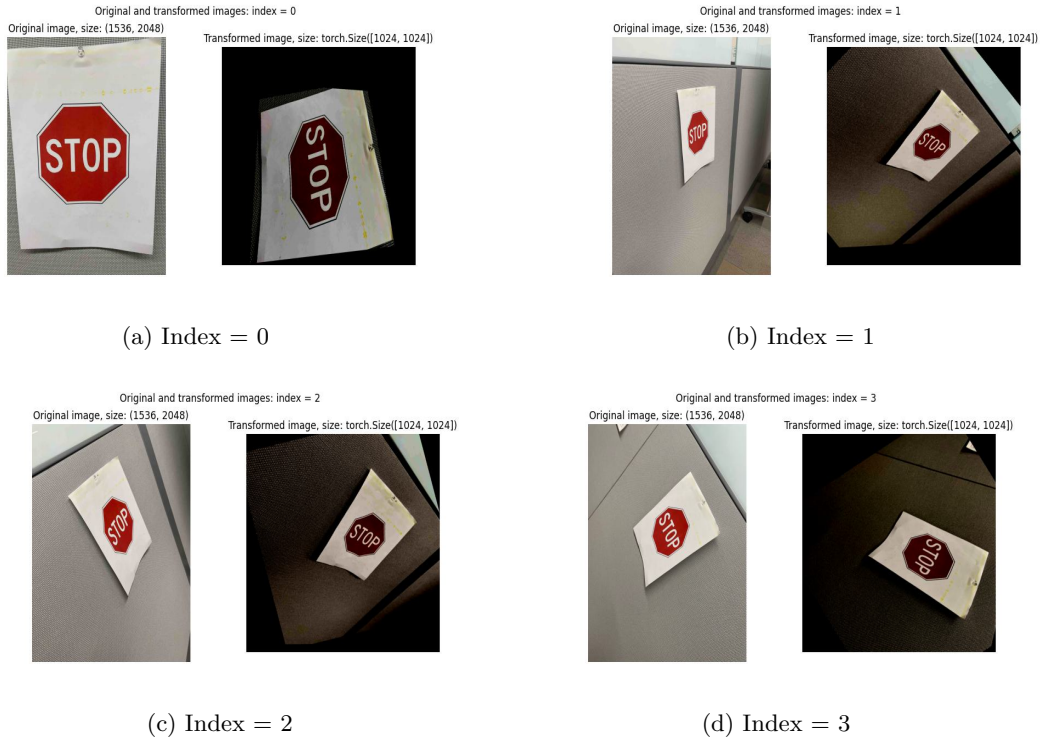 Original and transformed images: index = 0
Original image, size: (1536, 2048)
Transformed image, size: torch.Size([1024, 1024])
STOP
STOP
(a) Index = 0
Original and transformed images: index = 1
Original image, size: (1536, 2048)
Transformed image, size: torch.Size([1024, 1024])
STOP
STOP
(b) Index = 1
Original and transformed images: index = 2
Original image, size: (1536, 2048)
Transformed image, size: torch.Size([1024, 1024])
STOP
STOP
(c) Index = 2
Original and transformed images: index = 3
Original image, size: (1536, 2048)
Transformed image, size: torch.Size([1024, 1024])
STOP
STOP
(d) Index = 3